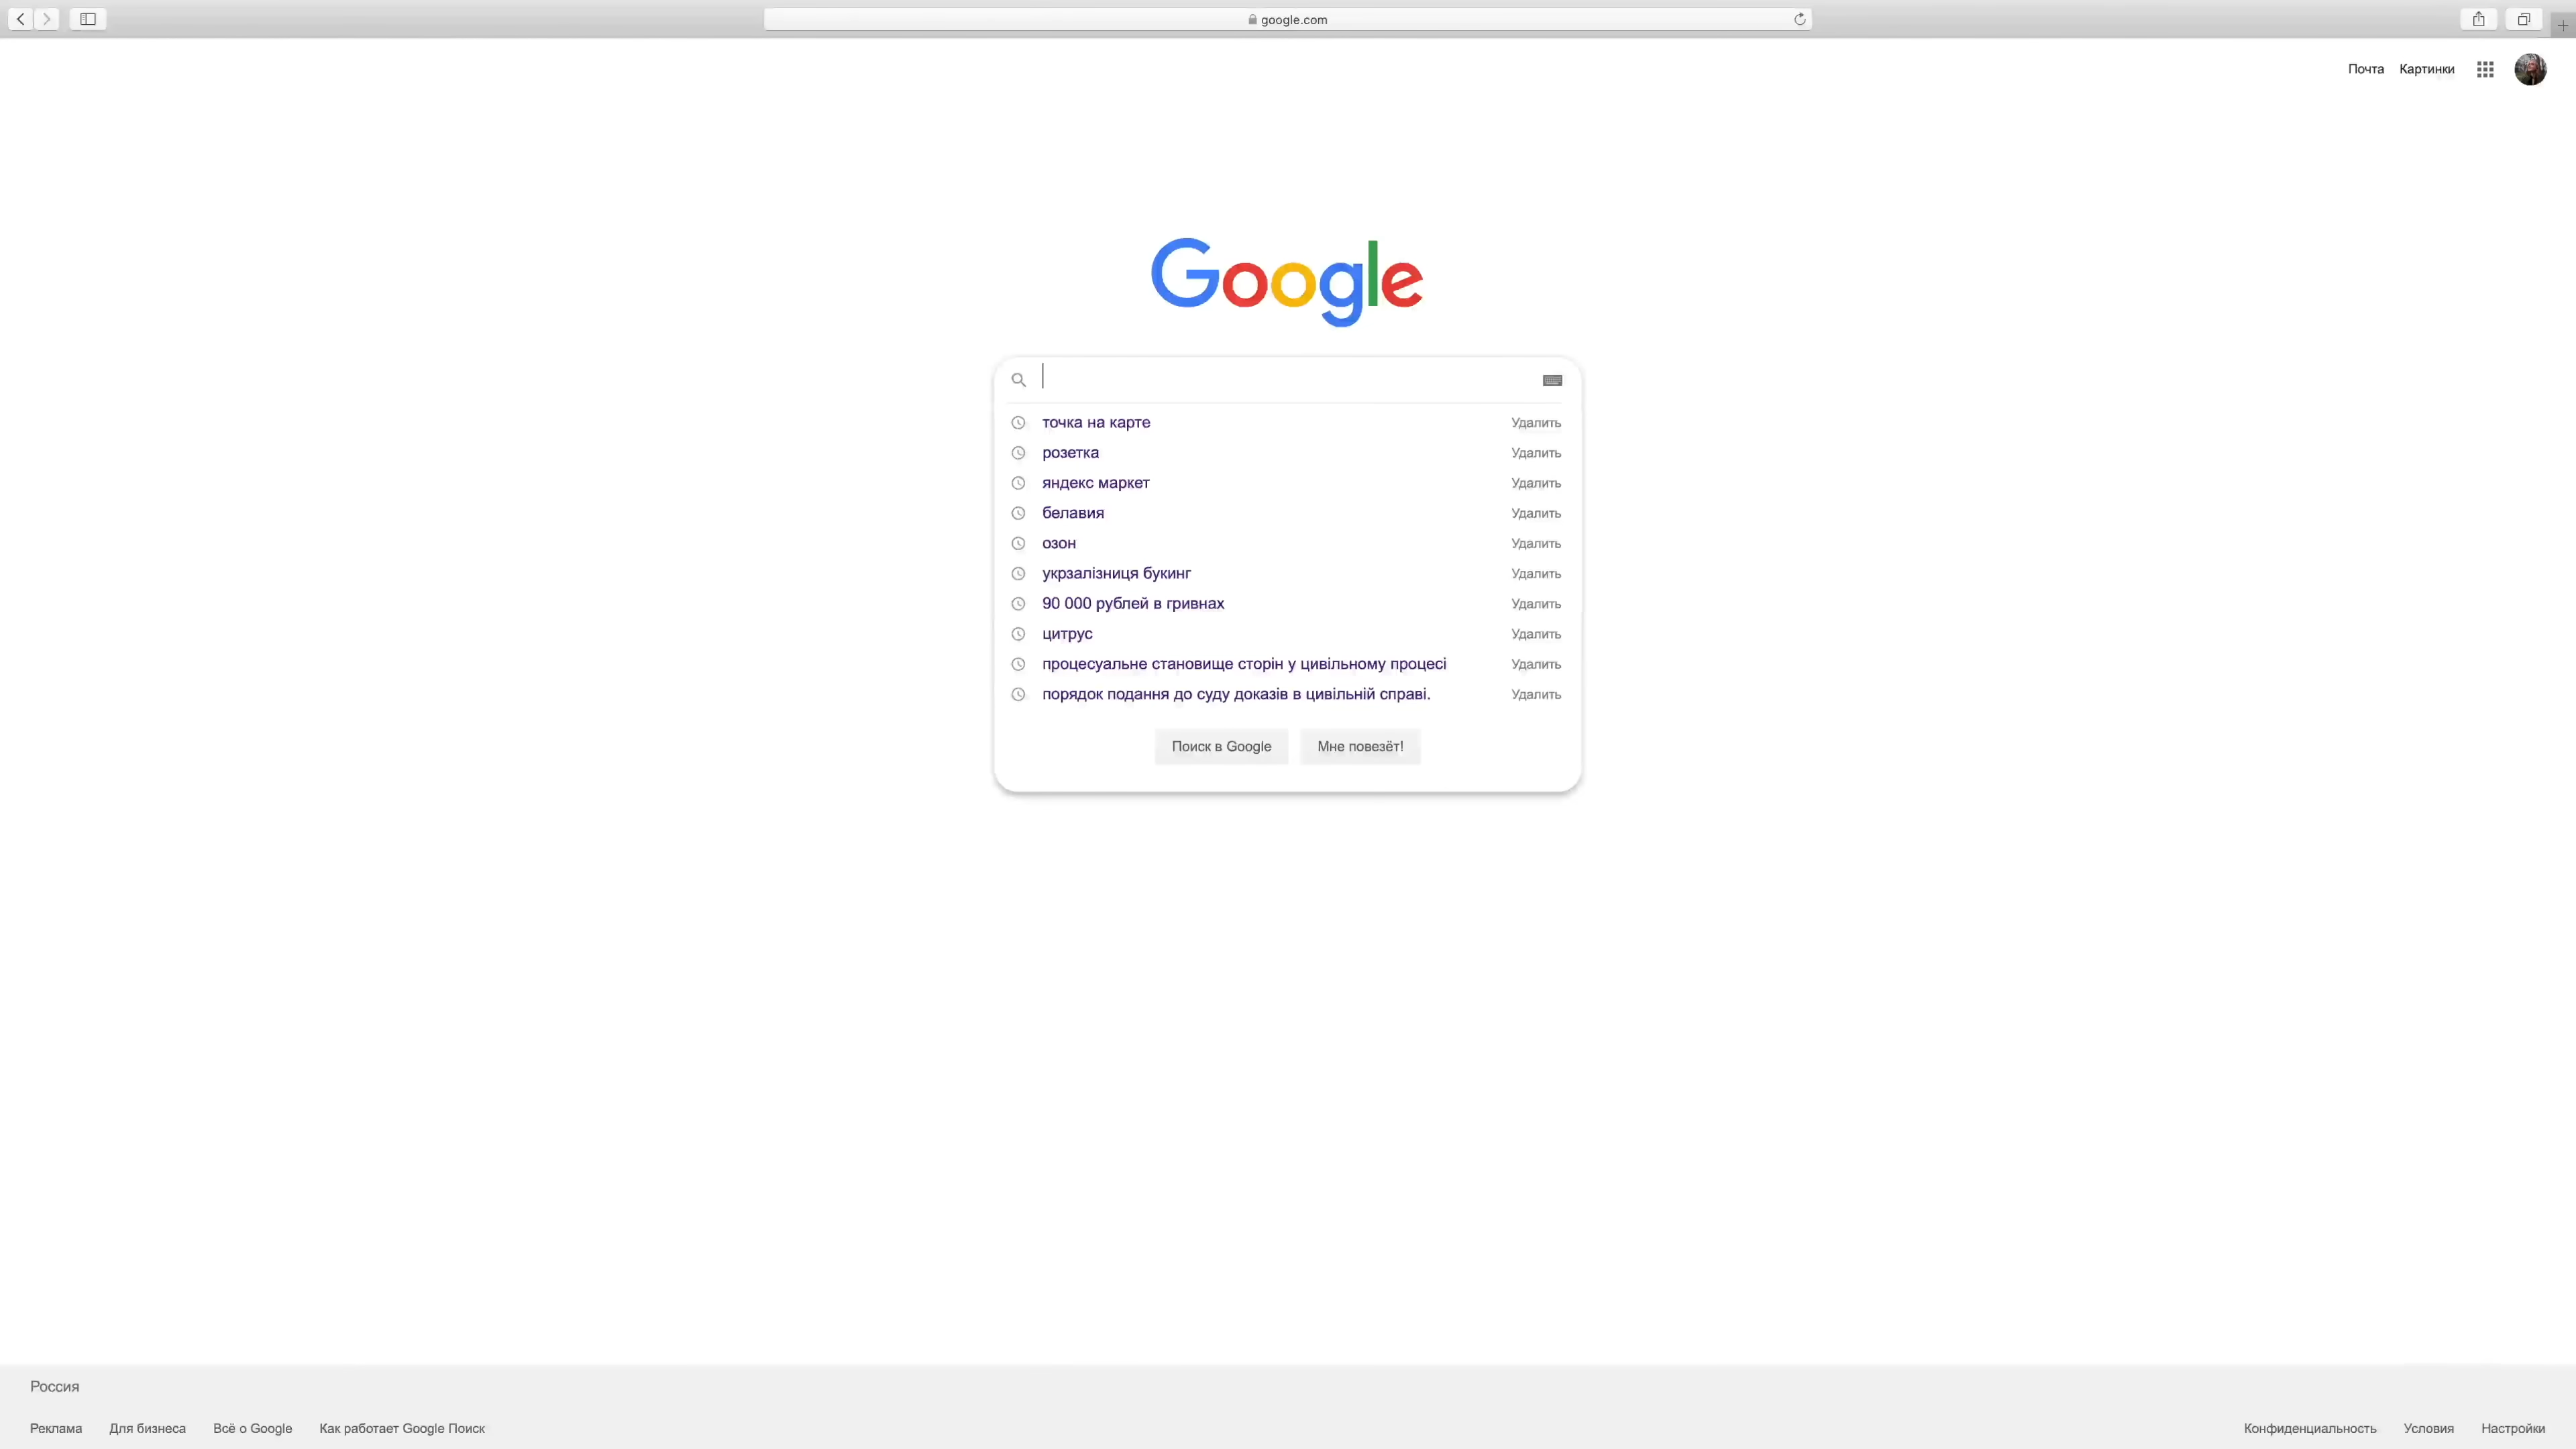 google.com
Почта Картинки
Google
точка на карте Удалить
розетка Удалить
яндекс маркет Удалить
белавия Удалить
озон Удалить
укрзалізниця букинг Удалить
90 000 рублей в гривнах Удалить
цитрус Удалить
процесуальне становище сторін у цивільному процесі Удалить
порядок подання до суду доказів в цивільній справі. Удалить
Поиск в Google Мне повезёт!
Россия
Реклама Для бизнеса Всё о Google Как работает Google Поиск Конфиденциальность Условия Настройки